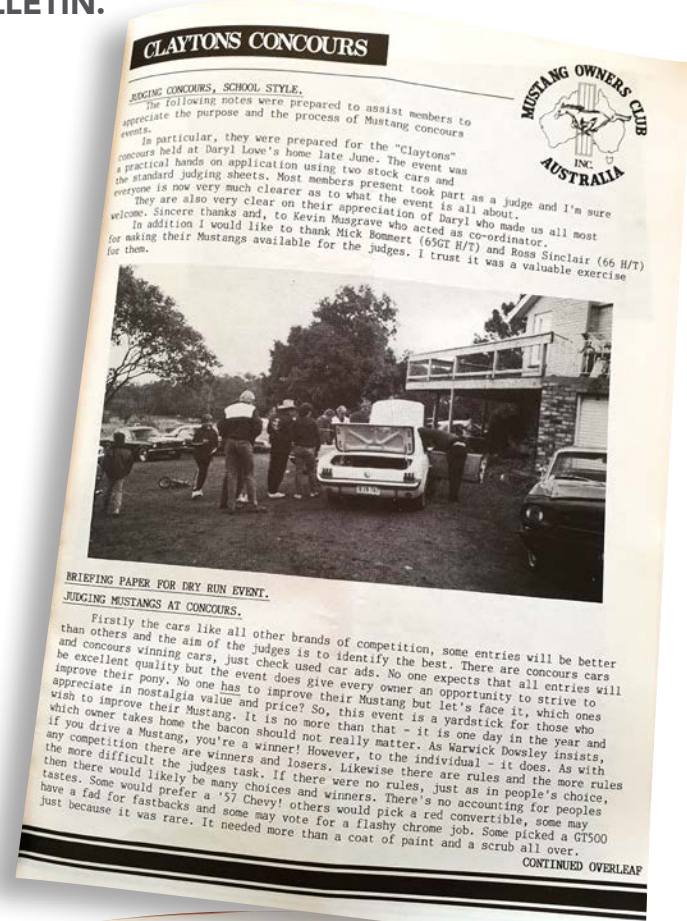 LLETIN.
CLAYTONS CONCOURS
MUSTANG OWNERS CLUB
INC.
AUSTRALIA
JUDGING CONCOURS, SCHOOL STYLE.
The following notes were prepared to assist members to
appreciate the purpose and the process of Mustang concours
events.
In particular, they were prepared for the "Claytons"
concours held at Daryl Lowe's home late June. The event was
a practical hands on application using two stock cars and
the standard judging sheets. Most members present took part as a judge and I'm sure
everyone is now very much clearer as to what the event is all about.
They are also very clear on their appreciation of Daryl who made us all most
welcome. Sincere thanks and, to Kevin Musgrave who acted as co-ordinator.
In addition I would like to thank Mick Bommert (65GT H/T) and Ross Sinclair (66 H/T)
for making their Mustangs available for the judges. I trust it was a valuable exercise
for them.
BRIEFING PAPER FOR DRY RUN EVENT.
JUDGING MUSTANGS AT CONCOURS.
Firstly the cars like all other brands of competition, some entries will be better
than others and the aim of the judges is to identify the best. There are concours cars
and concours winning cars, just check used car ads. No one expects that all entries will
be excellent quality but the event does give every owner an opportunity to strive to
improve their pony. No one has to improve their Mustang but let's face it, which ones
appreciate in nostalgia value and price? So, this event is a yardstick for those who
wish to improve their Mustang. It is no more than that - it is one day in the year and
which owner takes home the bacon should not really matter. As Warwick Dowsley insists,
if you drive a Mustang, you're a winner! However, to the individual - it does. As with
any competition there are winners and losers. Likewise there are rules and the more rules
the more difficult the judges task. If there were no rules, just as in people's choice,
then there would likely be many choices and winners. There's no accounting for peoples
tastes. Some would prefer a '57 Chevy! others would pick a red convertible, some may
have a fad for fastbacks and some may vote for a flashy chrome job. Some picked a GT500
just because it was rare. It needed more than a coat of paint and a scrub all over.
CONTINUED OVERLEAF